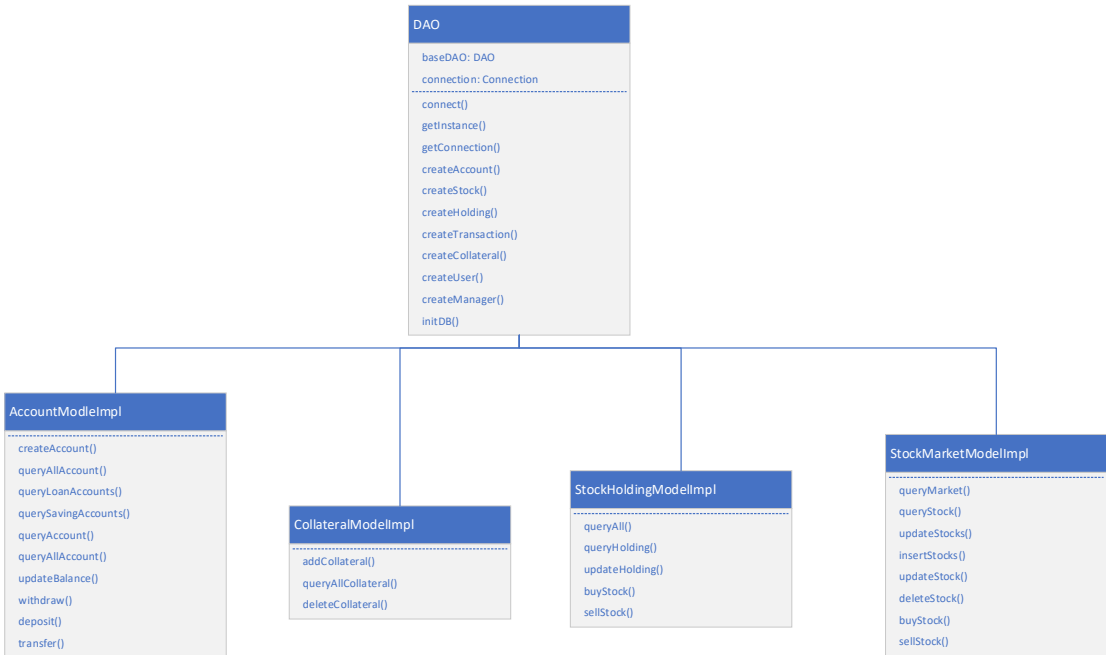 DAO
baseDAO: DAO
connection: Connection
connect()
getInstance()
getConnection()
createAccount()
createStock()
createHolding()
createTransaction()
createCollateral()
createUser()
createManager()
initDB()
AccountModleImpl
createAccount()
queryAllAccount()
queryLoanAccounts()
querySavingAccounts()
queryAccount()
queryAllAccount()
updateBalance()
withdraw()
deposit()
transfer()
CollateralModelImpl
addCollateral()
queryAllCollateral()
deleteCollateral()
StockHoldingModelImpl
queryAll()
queryHolding()
updateHolding()
buyStock()
sellStock()
StockMarketModelImpl
queryMarket()
queryStock()
updateStocks()
insertStocks()
updateStock()
deleteStock()
buyStock()
sellStock()